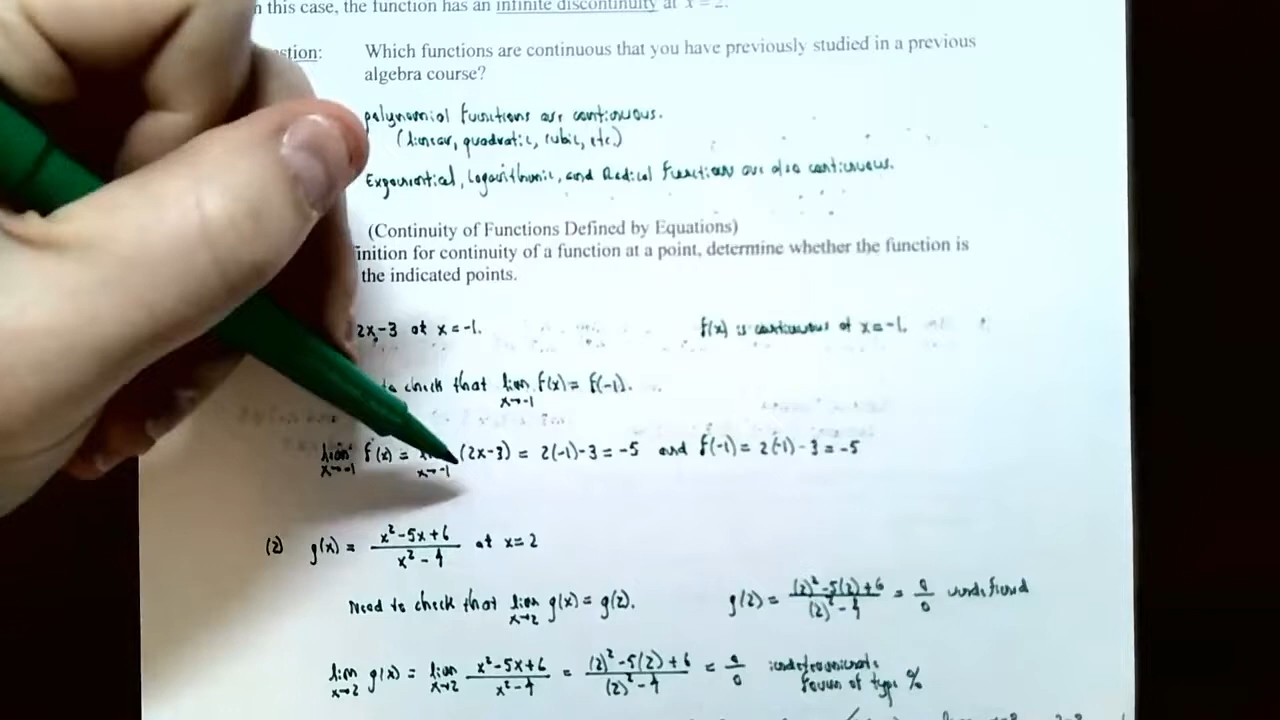 n this case, the function has an infinite discontinuity at x = 2.
stion: Which functions are continuous that you have previously studied in a previous
algebra course?
polynomial functions are continuous.
(linear, quadratic, cubic, etc.)
Exponential, Logarithmic, and Radical Functions are also continuous.
(Continuity of Functions Defined by Equations)
inition for continuity of a function at a point, determine whether the function is
the indicated points.
2x-3 at x=-1. f(x) is continuous at x=-1.
to check that lim x→-1 f(x) = f(-1).
lim x→-1 f(x) = x→-1 (2x-3) = 2(-1)-3 = -5 and f(-1) = 2(-1)-3 = -5
(2) g(x) = (x²-5x+6)/(x²-4) at x=2
Need to check that lim x→2 g(x) = g(2). g(2) = ((2)²-5(2)+6)/((2)²-4) = 0/0 undefined
lim x→2 g(x) = lim x→2 (x²-5x+6)/(x²-4) = ((2)²-5(2)+6)/((2)²-4) = 0/0 indeterminate
form of type 0/0